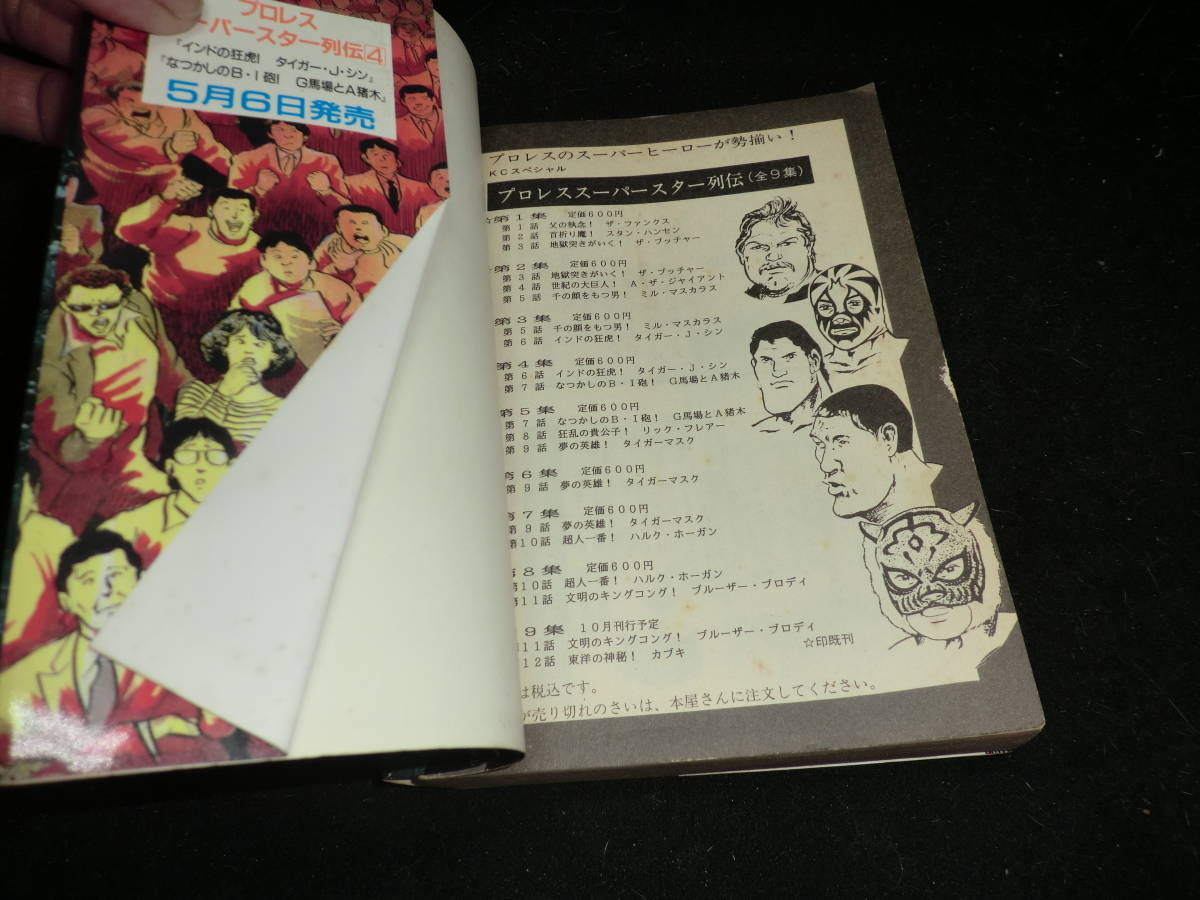 プロレス
ーパースター列伝4
『インドの狂虎! タイガー・J・シン』
『なつかしのB・I砲! G馬場とA猪木』
5月6日発売
プロレスのスーパーヒーローが勢揃い!
KCスペシャル
プロレススーパースター列伝(全9集)
☆第1集 定価600円
第1話 父の執念! ザ・ファンクス
第2話 首折り魔! スタン・ハンセン
第3話 地獄突きがいく! ザ・ブッチャー
第2集 定価600円
第3話 地獄突きがいく! ザ・ブッチャー
第4話 世紀の大巨人! A・ザ・ジャイアント
第5話 千の顔をもつ男! ミル・マスカラス
第3集 定価600円
第5話 千の顔をもつ男! ミル・マスカラス
第6話 インドの狂虎! タイガー・J・シン
第4集 定価600円
第6話 インドの狂虎! タイガー・J・シン
第7話 なつかしのB・I砲! G馬場とA猪木
第5集 定価600円
第7話 なつかしのB・I砲! G馬場とA猪木
第8話 狂乱の貴公子! リック・フレアー
第9話 夢の英雄! タイガーマスク
第6集 定価600円
第9話 夢の英雄! タイガーマスク
第7集 定価600円
第9話 夢の英雄! タイガーマスク
第10話 超人一番! ハルク・ホーガン
第8集 定価600円
第10話 超人一番! ハルク・ホーガン
第11話 文明のキングコング! ブルーザー・ブロディ
9集 10月刊行予定
11話 文明のキングコング! ブルーザー・ブロディ
12話 東洋の神秘! カブキ
☆印既刊
は税込です。
が売り切れのさいは、本屋さんに注文してください。